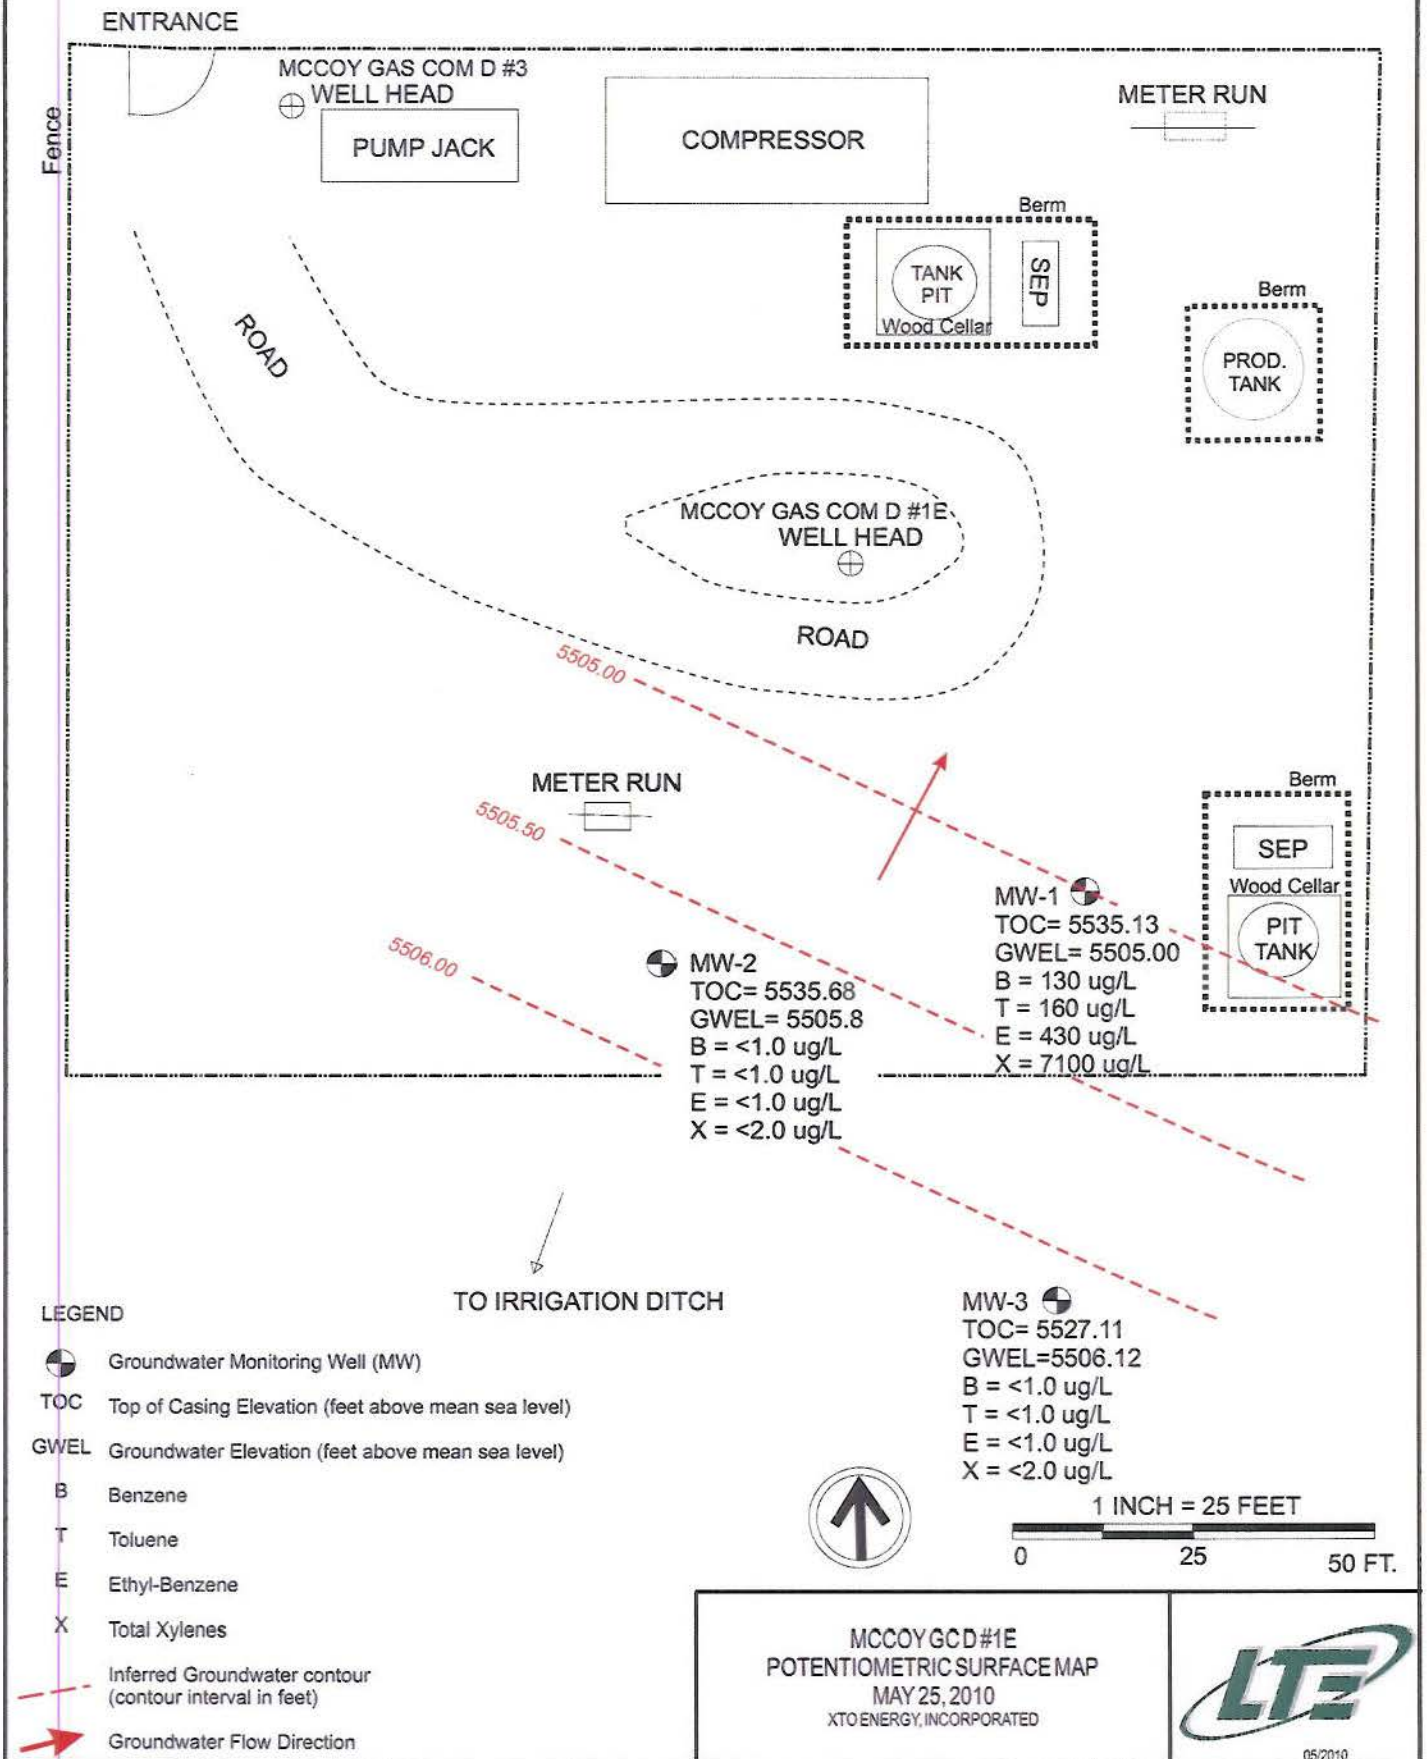 ENTRANCE
Fence
MCCOY GAS COM D #3
WELL HEAD
PUMP JACK
COMPRESSOR
METER RUN
Berm
TANK
PIT
Wood Cellar
SEP
Berm
PROD.
TANK
ROAD
MCCOY GAS COM D #1E
WELL HEAD
ROAD
5505.00
METER RUN
5505.50
5506.00
Berm
SEP
Wood Cellar
PIT
TANK
MW-1
TOC= 5535.13
GWEL= 5505.00
B = 130 ug/L
T = 160 ug/L
E = 430 ug/L
X = 7100 ug/L
MW-2
TOC= 5535.68
GWEL= 5505.8
B = <1.0 ug/L
T = <1.0 ug/L
E = <1.0 ug/L
X = <2.0 ug/L
TO IRRIGATION DITCH
MW-3
TOC= 5527.11
GWEL=5506.12
B = <1.0 ug/L
T = <1.0 ug/L
E = <1.0 ug/L
X = <2.0 ug/L
LEGEND
Groundwater Monitoring Well (MW)
TOC Top of Casing Elevation (feet above mean sea level)
GWEL Groundwater Elevation (feet above mean sea level)
B Benzene
T Toluene
E Ethyl-Benzene
X Total Xylenes
Inferred Groundwater contour
(contour interval in feet)
Groundwater Flow Direction
1 INCH = 25 FEET
0 25 50 FT.
MCCOY GCD #1E
POTENTIOMETRIC SURFACE MAP
MAY 25, 2010
XTO ENERGY, INCORPORATED
LTE
05/2010